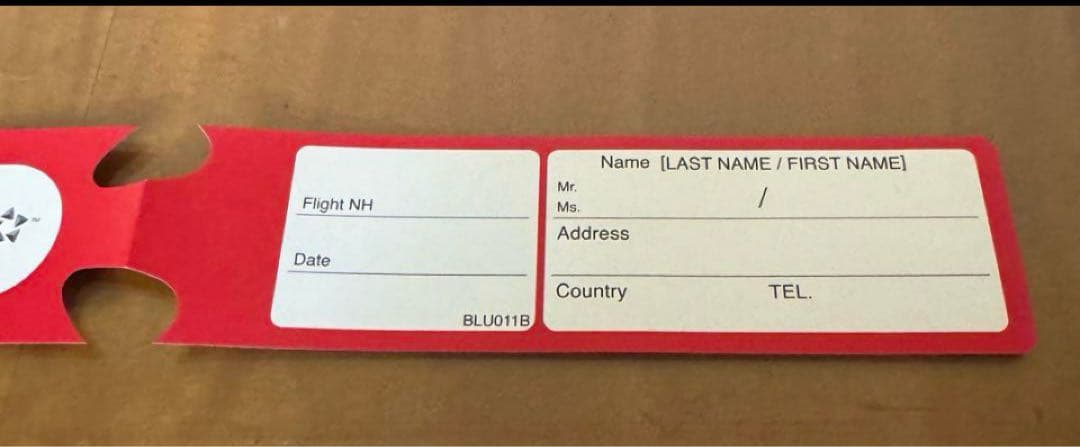 Flight NH
Date
BLU011B
Name [LAST NAME / FIRST NAME]
Mr.
/
Ms.
Address
Country TEL.